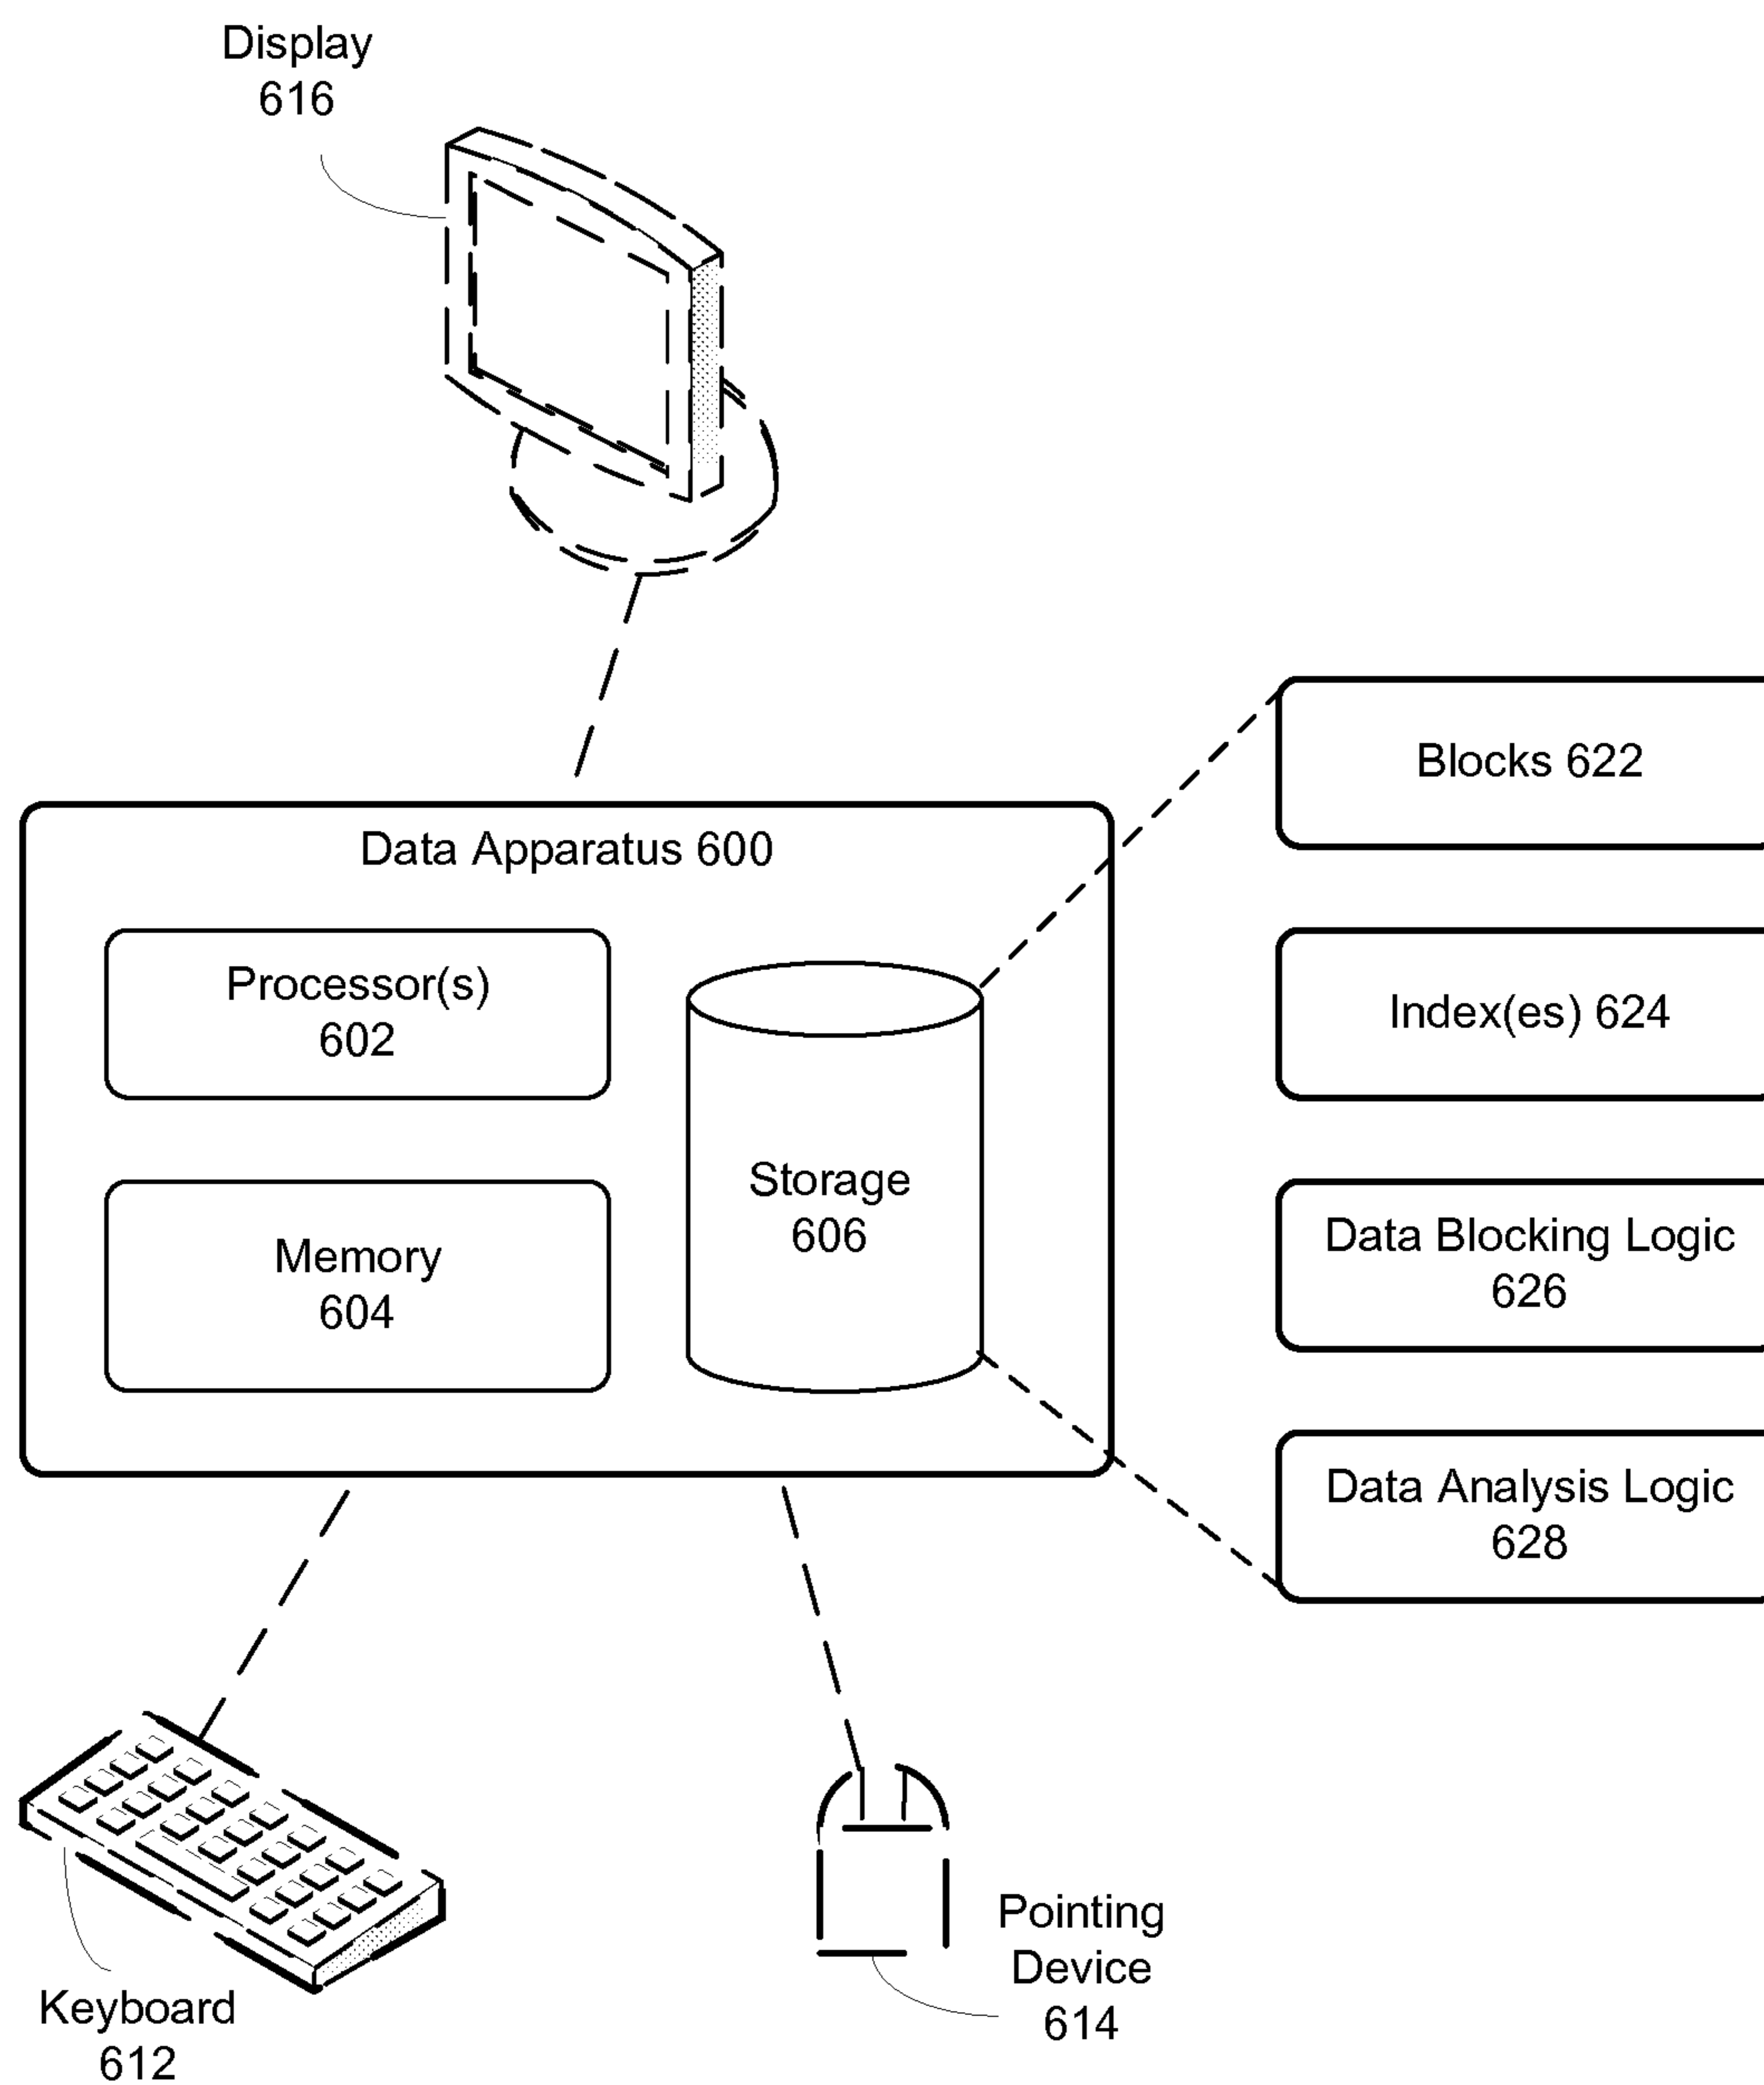 Display
616
Blocks 622
Data Apparatus 600
Processor(s)
602
Index(es) 624
Storage
606
Memory
604
Data Blocking Logic
626
Data Analysis Logic
628
Pointing
Device
614
Keyboard
612